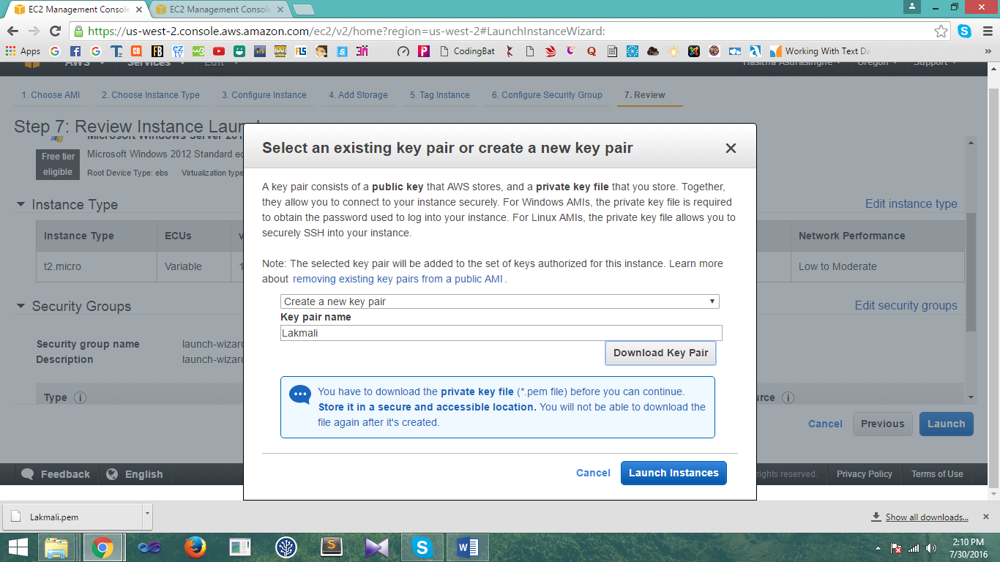 EC2 Management Console
EC2 Management Console
https://us-west-2.console.aws.amazon.com/ec2/v2/home?region=us-west-2#LaunchInstanceWizard:
Apps
CodingBat
Working With Text Da
AWS Services Edit Hasitha Asurasinghe Oregon Support
1. Choose AMI 2. Choose Instance Type 3. Configure Instance 4. Add Storage 5. Tag Instance 6. Configure Security Group 7. Review
Step 7: Review Instance Laun
Microsoft Windows Server 201
Free tier
eligible
Microsoft Windows 2012 Standard ed
Root Device Type: ebs Virtualization type
Instance Type
Edit instance type
Instance Type ECUs v Network Performance
t2.micro Variable 1 Low to Moderate
Security Groups
Edit security groups
Security group name launch-wizard
Description launch-wizard
Type
urce
Cancel Previous Launch
Select an existing key pair or create a new key pair
A key pair consists of a public key that AWS stores, and a private key file that you store. Together,
they allow you to connect to your instance securely. For Windows AMIs, the private key file is required
to obtain the password used to log into your instance. For Linux AMIs, the private key file allows you to
securely SSH into your instance.
Note: The selected key pair will be added to the set of keys authorized for this instance. Learn more
about removing existing key pairs from a public AMI.
Create a new key pair
Key pair name
Lakmali
Download Key Pair
You have to download the private key file (*.pem file) before you can continue.
Store it in a secure and accessible location. You will not be able to download the
file again after it's created.
Cancel Launch Instances
Feedback English rights reserved. Privacy Policy Terms of Use
Lakmali.pem
Show all downloads...
2:10 PM
7/30/2016